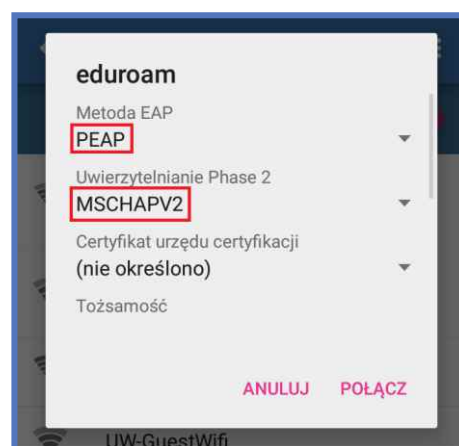 eduroam
Metoda EAP
PEAP
Uwierzytelnianie Phase 2
MSCHAPV2
Certyfikat urzędu certyfikacji
(nie określono)
Tożsamość
ANULUJ POŁĄCZ
UW-GuestWifi